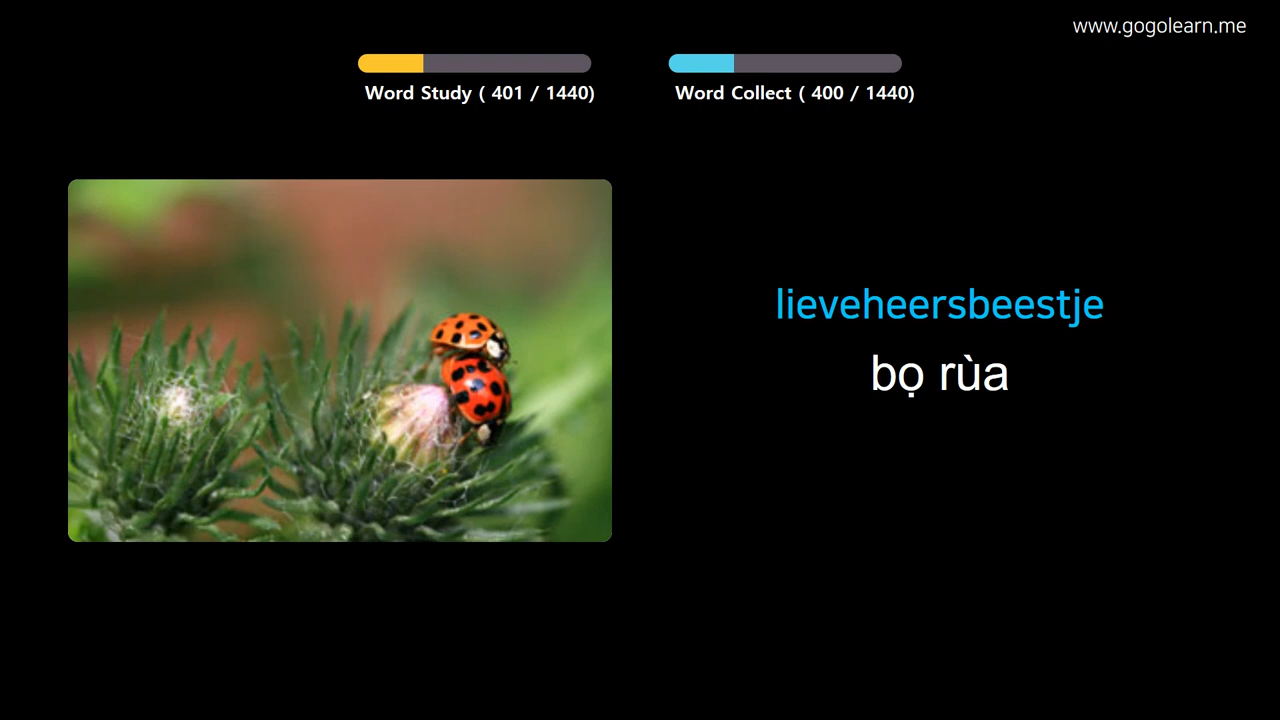 www.gogolearn.me
Word Study ( 401 / 1440)
Word Collect ( 400 / 1440)
lieveheersbeestje
bọ rùa